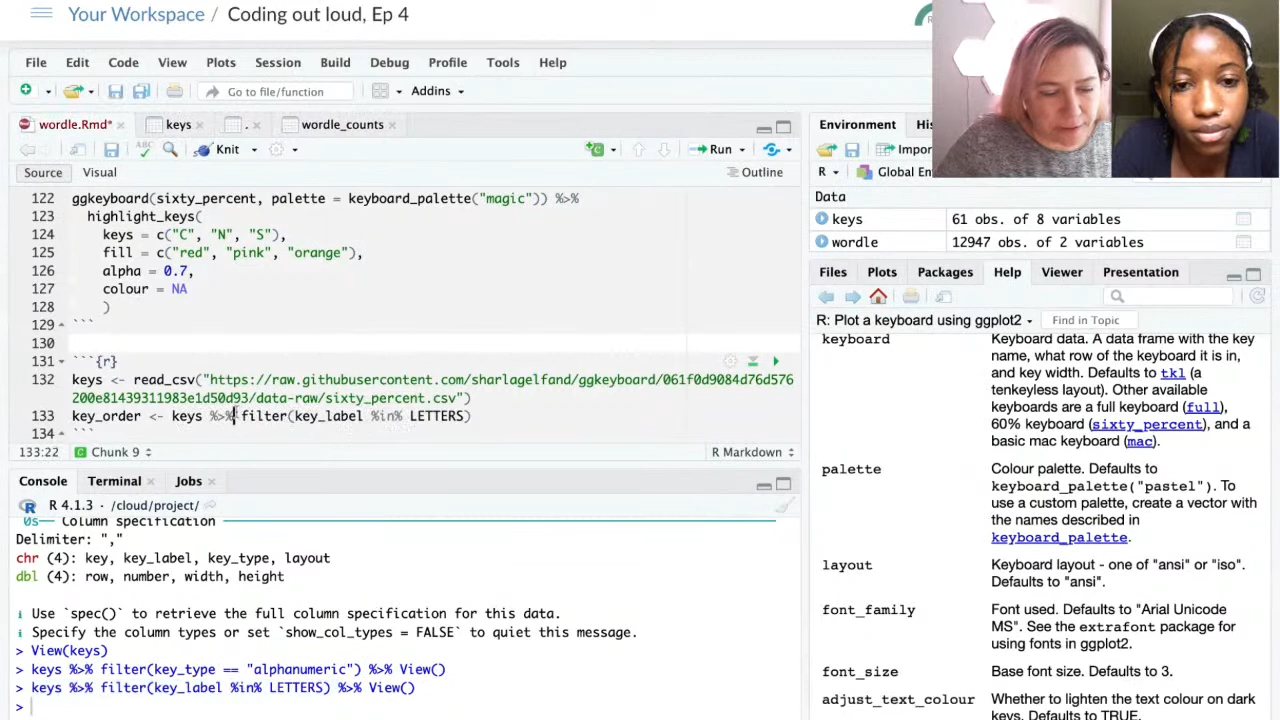 Your Workspace / Coding out loud, Ep 4
File Edit Code View Plots Session Build Debug Profile Tools Help
Go to file/function Addins
wordle.Rmd* keys . wordle_counts
ABC Knit Run
Source Visual Outline
122 ggkeyboard(sixty_percent, palette = keyboard_palette("magic")) %>%
123 highlight_keys(
124 keys = c("C", "N", "S"),
125 fill = c("red", "pink", "orange"),
126 alpha = 0.7,
127 colour = NA
128 )
129 ```
130
131 ```{r}
132 keys <- read_csv("https://raw.githubusercontent.com/sharlagelfand/ggkeyboard/061f0d9084d76d576
200e81439311983e1d50d93/data-raw/sixty_percent.csv")
133 key_order <- keys %>% filter(key_label %in% LETTERS)
134 ```
133:22 Chunk 9 R Markdown
Console Terminal Jobs
R R 4.1.3 · /cloud/project/
0s— Column specification
Delimiter: ","
chr (4): key, key_label, key_type, layout
dbl (4): row, number, width, height
i Use `spec()` to retrieve the full column specification for this data.
i Specify the column types or set `show_col_types = FALSE` to quiet this message.
> View(keys)
> keys %>% filter(key_type == "alphanumeric") %>% View()
> keys %>% filter(key_label %in% LETTERS) %>% View()
>
Environment His
Impor
R Global En
Data
keys 61 obs. of 8 variables
wordle 12947 obs. of 2 variables
Files Plots Packages Help Viewer Presentation
R: Plot a keyboard using ggplot2 Find in Topic
keyboard Keyboard data. A data frame with the key
name, what row of the keyboard it is in,
and key width. Defaults to tkl (a
tenkeyless layout). Other available
keyboards are a full keyboard (full),
60% keyboard (sixty_percent), and a
basic mac keyboard (mac).
palette Colour palette. Defaults to
keyboard_palette("pastel"). To
use a custom palette, create a vector with
the names described in
keyboard_palette.
layout Keyboard layout - one of "ansi" or "iso".
Defaults to "ansi".
font_family Font used. Defaults to "Arial Unicode
MS". See the extrafont package for
using fonts in ggplot2.
font_size Base font size. Defaults to 3.
adjust_text_colour Whether to lighten the text colour on dark
keys. Defaults to TRUE.